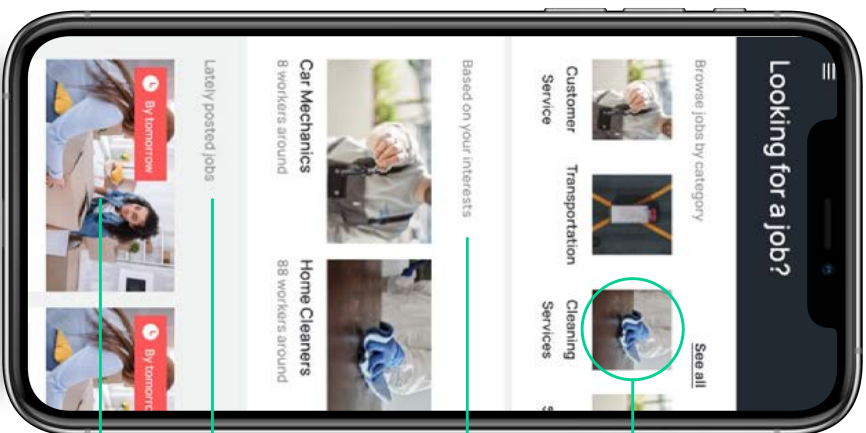 Looking for a job?
Browse jobs by category
See all
Customer
Service
Transportation
Cleaning
Services
Based on your interests
Car Mechanics
8 workers around
Home Cleaners
88 workers around
Lately posted jobs
By tomorrow
By